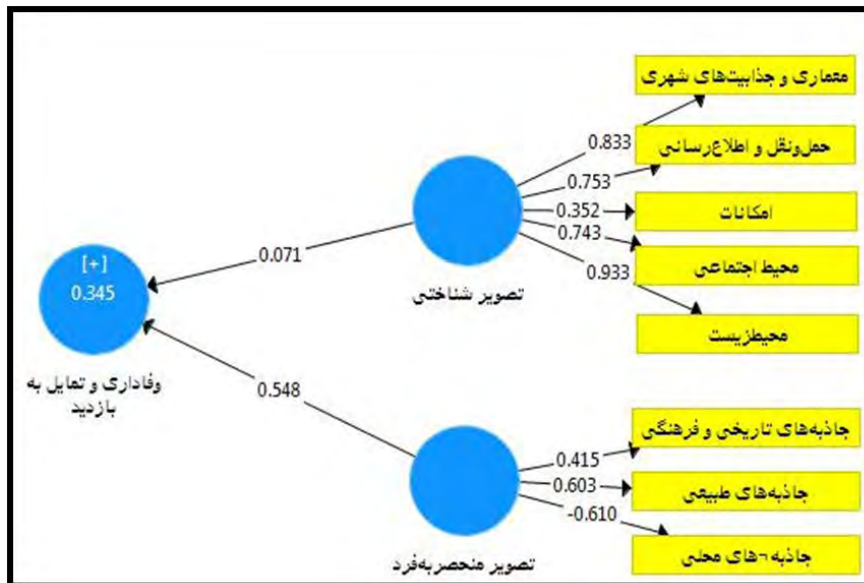 معماری و جذابیت‌های شهری
0.833
حمل‌ونقل و اطلاع‌رسانی
0.753
امکانات
0.352
0.743
محیط اجتماعی
0.933
محیط‌زیست
تصویر شناختی
0.071
[+]
0.345
وفاداری و تمایل به
بازدید
0.548
جاذبه‌های تاریخی و فرهنگی
0.415
جاذبه‌های طبیعی
0.603
-0.610
جاذبه¬های محلی
تصویر منحصربه‌فرد